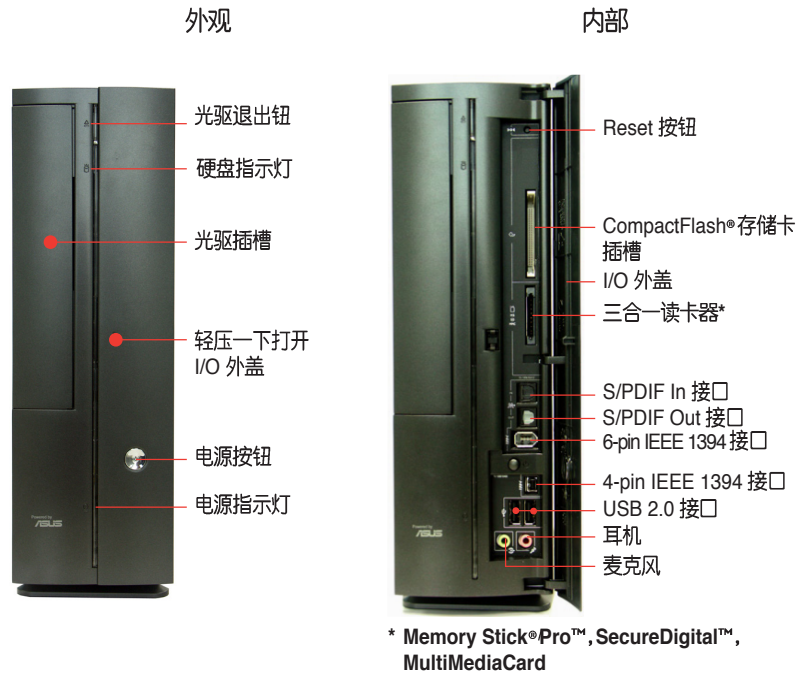 外观
光驱退出钮
硬盘指示灯
光驱插槽
轻压一下打开
I/O 外盖
电源按钮
电源指示灯
Powered by
ASUS
内部
Reset 按钮
CompactFlash®存储卡
插槽
I/O 外盖
三合一读卡器*
S/PDIF In 接口
S/PDIF Out 接口
6-pin IEEE 1394 接口
4-pin IEEE 1394 接口
USB 2.0 接口
耳机
麦克风
Powered by
ASUS
* Memory Stick®/Pro™, SecureDigital™,
MultiMediaCard